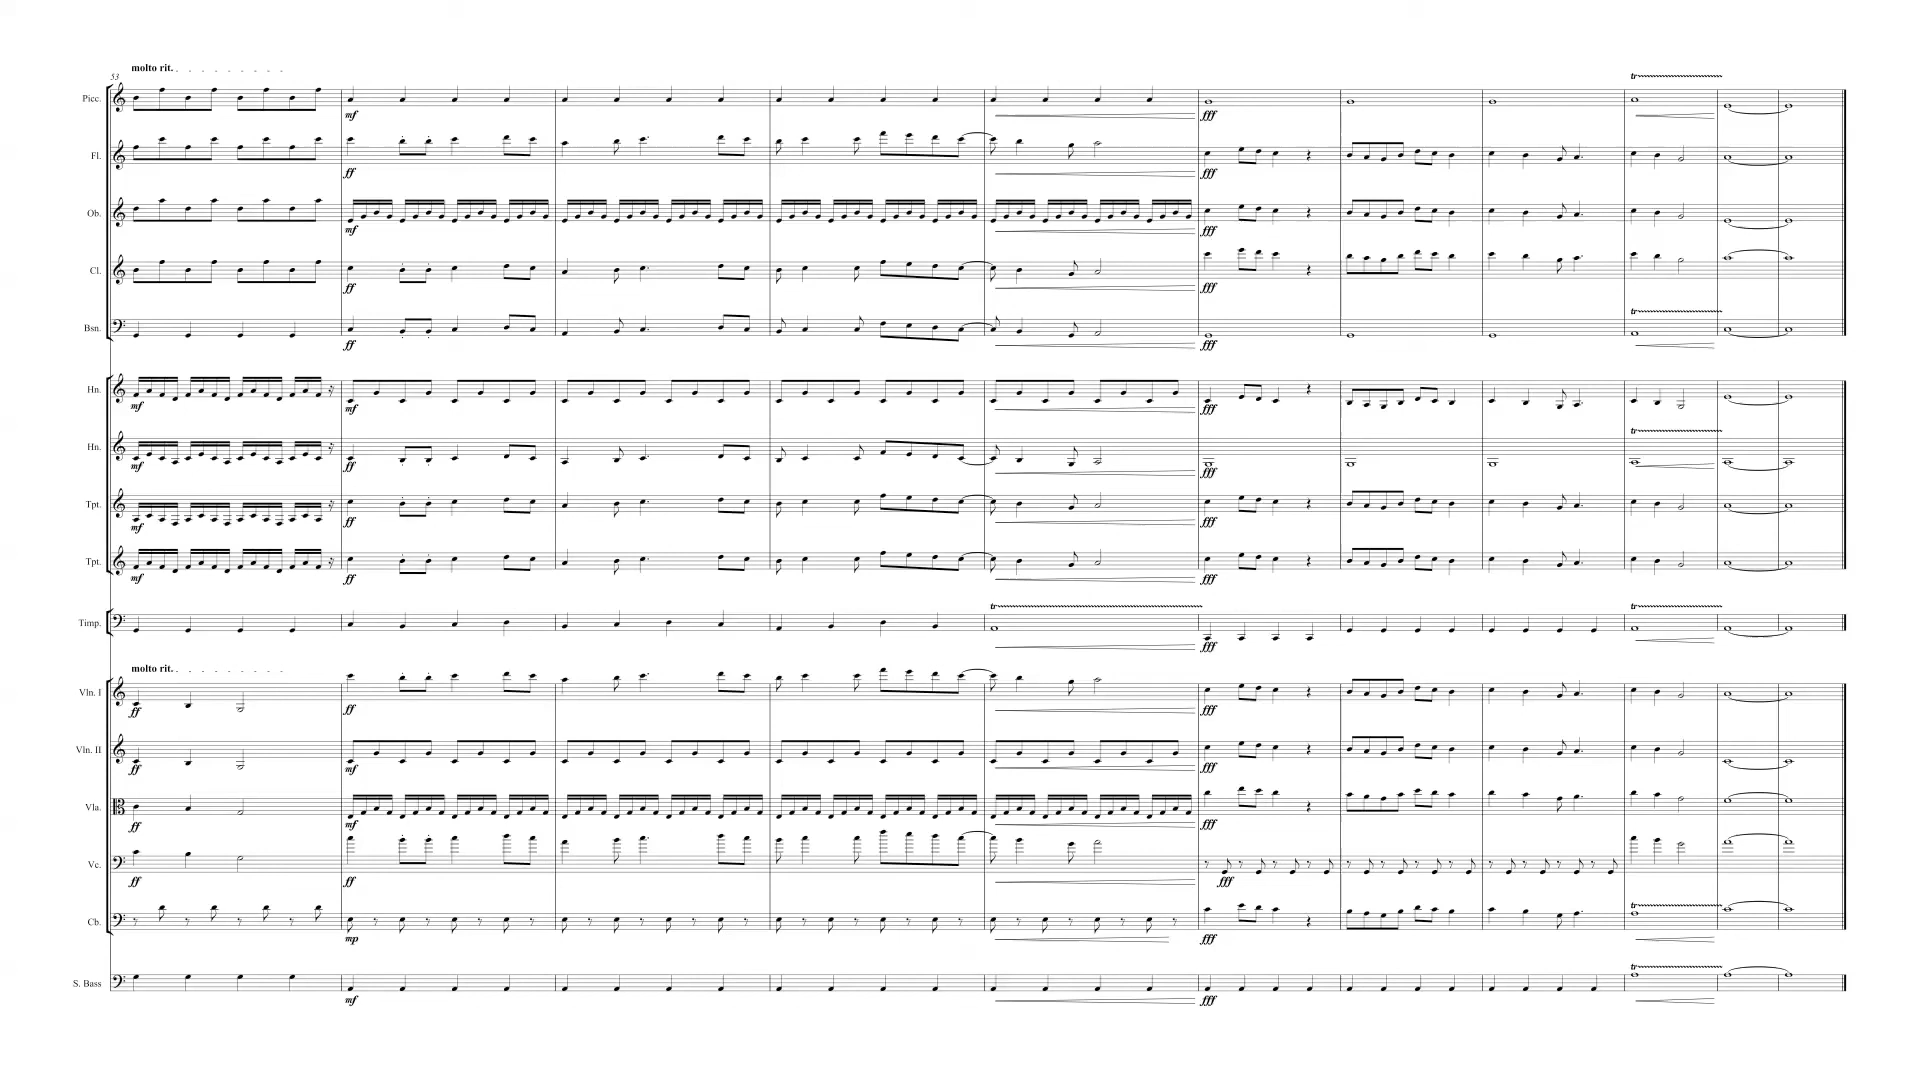 molto rit.
53
Picc.
tr
mf
fff
Fl.
ff
fff
Ob.
mf
fff
Cl.
ff
fff
Bsn.
tr
ff
fff
Hn.
mf
mf
fff
Hn.
tr
mf
ff
fff
Tpt.
mf
ff
fff
Tpt.
mf
ff
fff
Timp.
tr
tr
fff
molto rit.
Vln. I
ff
ff
fff
Vln. II
ff
mf
fff
Vla.
ff
mf
fff
Vc.
ff
ff
fff
Cb.
tr
mp
fff
S. Bass
tr
mf
fff